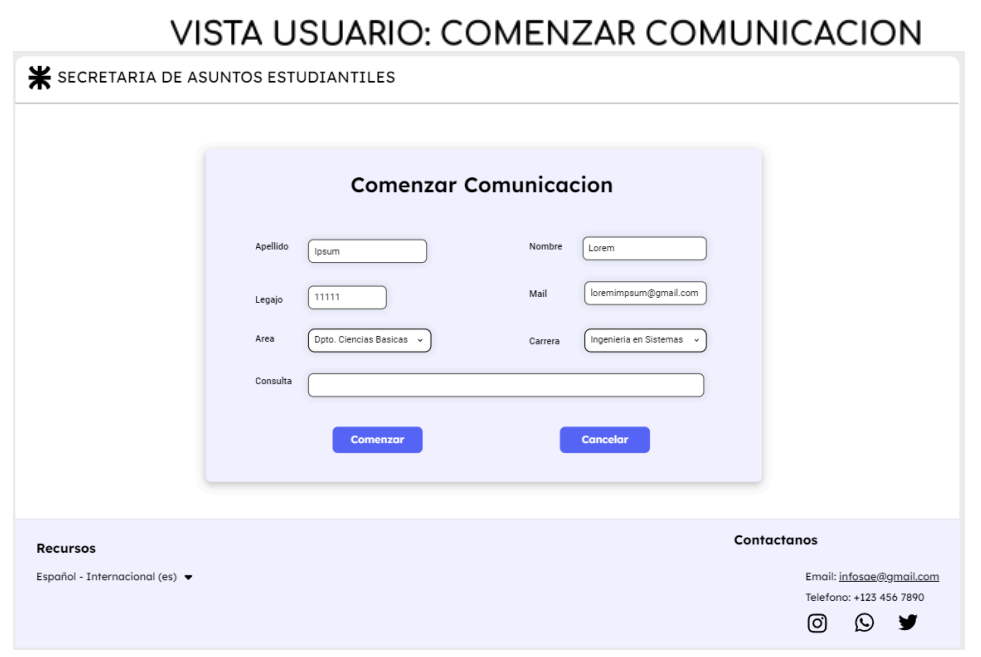 VISTA USUARIO: COMENZAR COMUNICACION
SECRETARIA DE ASUNTOS ESTUDIANTILES
Comenzar Comunicacion
Apellido Ipsum Nombre Lorem
Legajo 11111 Mail loremimpsum@gmail.com
Area Dpto. Ciencias Basicas Carrera Ingenieria en Sistemas
Consulta
Comenzar Cancelar
Recursos Contactanos
Español - Internacional (es) Email: infosae@gmail.com
Telefono: +123 456 7890